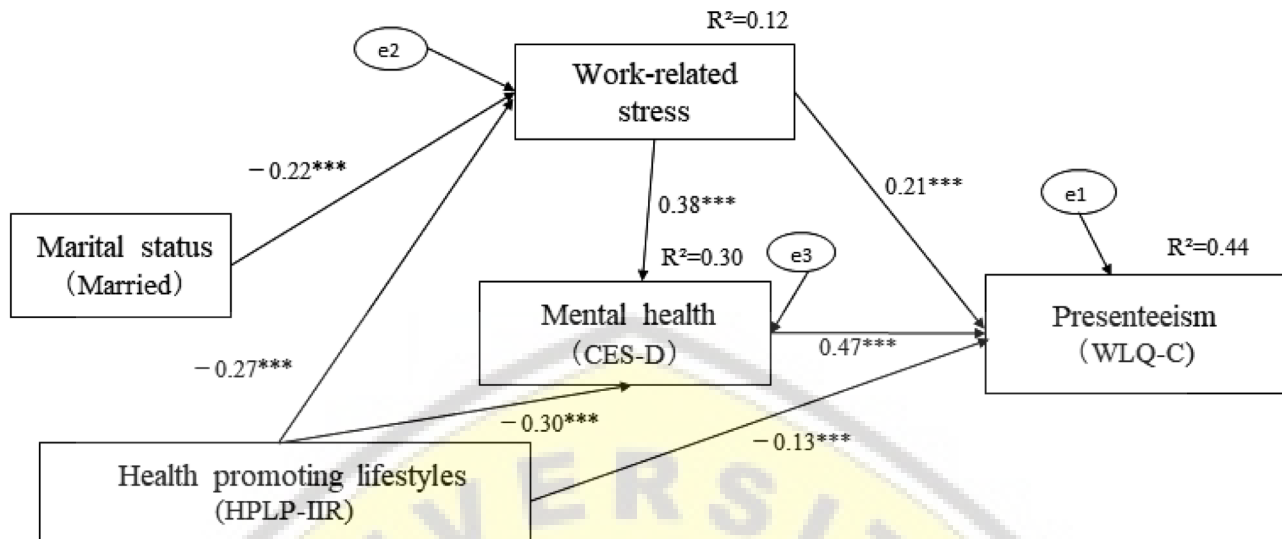 R²=0.12
e2
Work-related
stress
－0.22***
0.21***
e1
0.38***
Marital status
（Married）
R²=0.30
e3
R²=0.44
Mental health
（CES-D）
0.47***
Presenteeism
（WLQ-C)
－0.27***
－0.30***
－0.13***
Health promoting lifestyles
(HPLP-IIR)
VERSIT